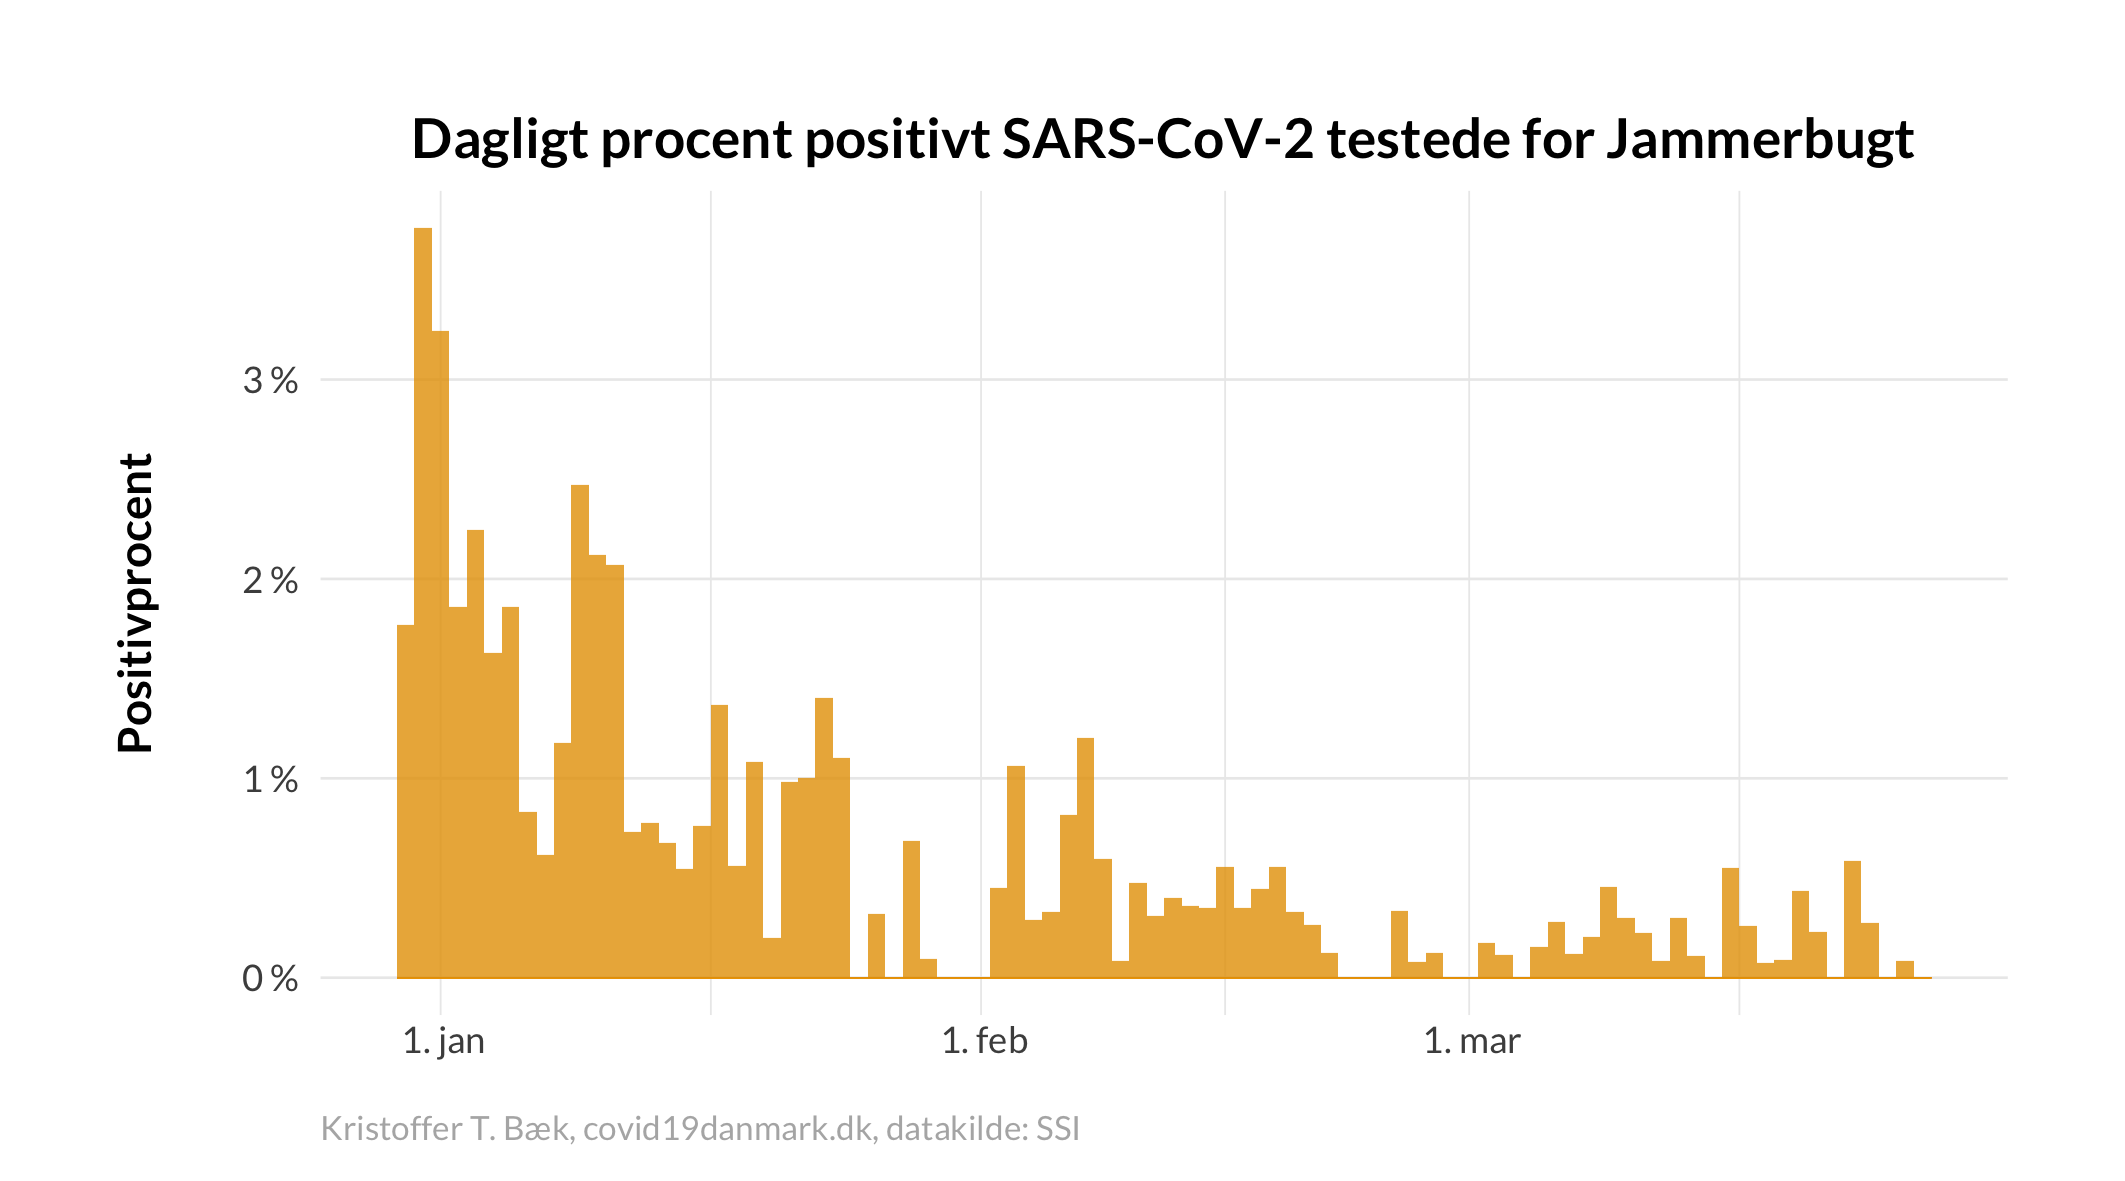 Dagligt procent positivt SARS-CoV-2 testede for Jammerbugt
Positivprocent
3 %
2 %
1 %
0 %
1. jan
1. feb
1. mar
Kristoffer T. Bæk, covid19danmark.dk, datakilde: SSI